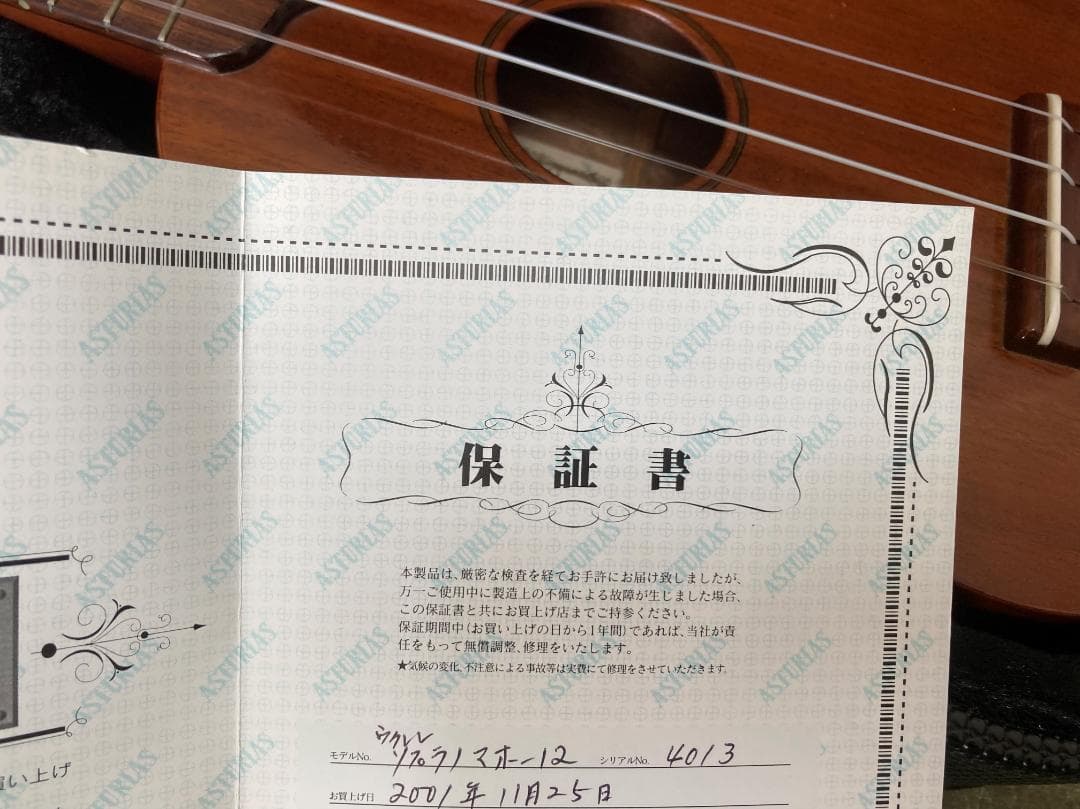 保証書
本製品は、厳密な検査を経てお手許にお届け致しましたが、
万一ご使用中に製造上の不備による故障が生じました場合、
この保証書と共にお買上げ店までご持参ください。
保証期間中(お買い上げの日から1年間)であれば、当社が責
任をもって無償調整、修理をいたします。
★気候の変化、不注意による事故等は実費にて修理をさせていただきます。
ウクレレ
モデルNo. ソプラノマホー12 シリアルNo. 4013
お買上げ日 2001年11月25日
買い上げ
ASTURIAS